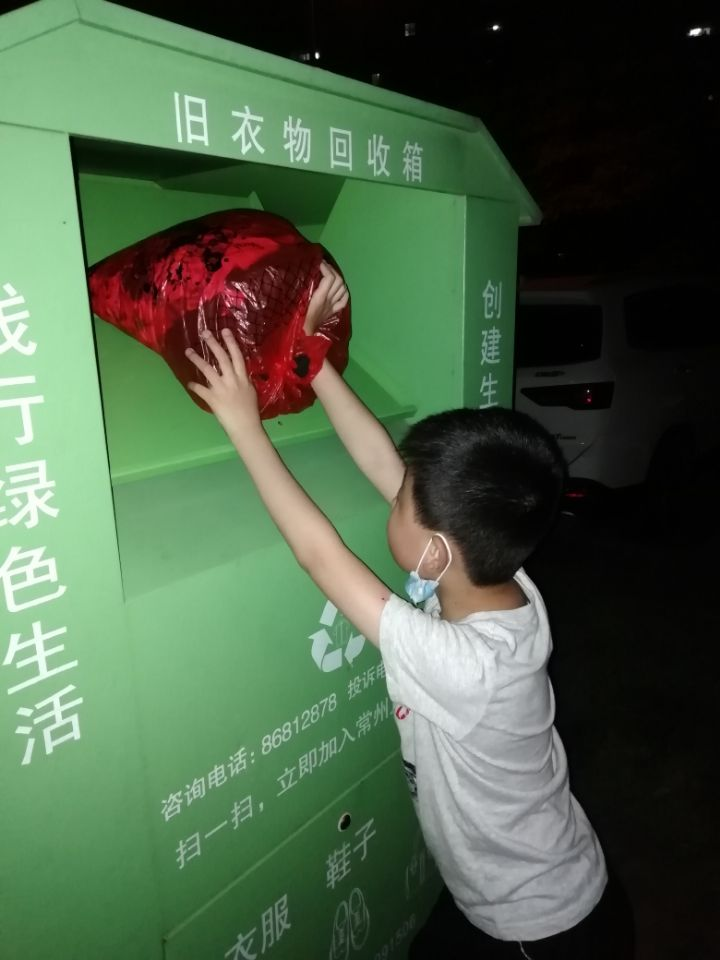 旧衣物回收箱
践行绿色生活
创建生
咨询电话：86812878 投诉电
扫一扫，立即加入常州
衣服
鞋子